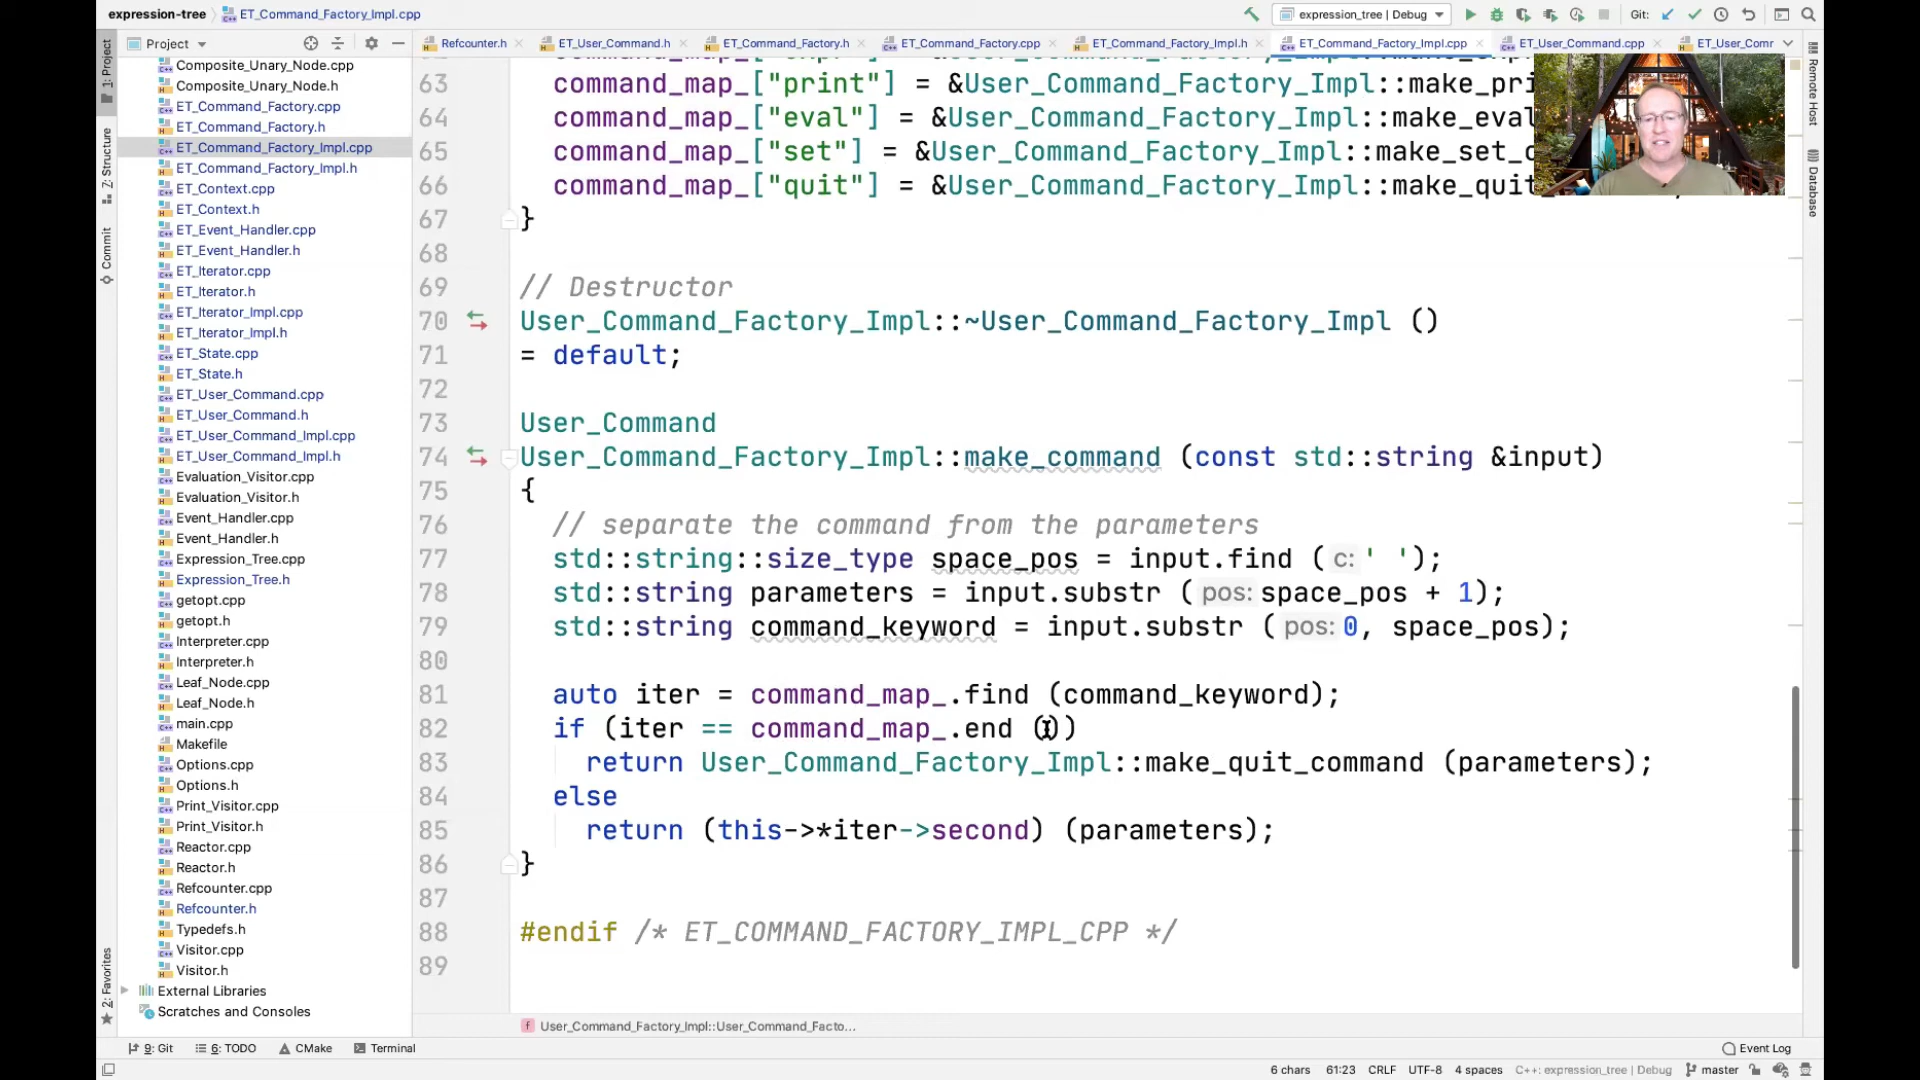 expression-tree
ET_Command_Factory_Impl.cpp
expression_tree | Debug
Git:
Project
Refcounter.h
ET_User_Command.h
ET_Command_Factory.h
ET_Command_Factory.cpp
ET_Command_Factory_Impl.h
ET_Command_Factory_Impl.cpp
ET_User_Command.cpp
ET_User_Comr
1: Project
Z: Structure
Commit
2: Favorites
Remote Host
Database
Composite_Unary_Node.cpp
Composite_Unary_Node.h
ET_Command_Factory.cpp
ET_Command_Factory.h
ET_Command_Factory_Impl.cpp
ET_Command_Factory_Impl.h
ET_Context.cpp
ET_Context.h
ET_Event_Handler.cpp
ET_Event_Handler.h
ET_Iterator.cpp
ET_Iterator.h
ET_Iterator_Impl.cpp
ET_Iterator_Impl.h
ET_State.cpp
ET_State.h
ET_User_Command.cpp
ET_User_Command.h
ET_User_Command_Impl.cpp
ET_User_Command_Impl.h
Evaluation_Visitor.cpp
Evaluation_Visitor.h
Event_Handler.cpp
Event_Handler.h
Expression_Tree.cpp
Expression_Tree.h
getopt.cpp
getopt.h
Interpreter.cpp
Interpreter.h
Leaf_Node.cpp
Leaf_Node.h
main.cpp
Makefile
Options.cpp
Options.h
Print_Visitor.cpp
Print_Visitor.h
Reactor.cpp
Reactor.h
Refcounter.cpp
Refcounter.h
Typedefs.h
Visitor.cpp
Visitor.h
External Libraries
Scratches and Consoles
63 command_map_["print"] = &User_Command_Factory_Impl::make_pri
64 command_map_["eval"] = &User_Command_Factory_Impl::make_eval
65 command_map_["set"] = &User_Command_Factory_Impl::make_set_c
66 command_map_["quit"] = &User_Command_Factory_Impl::make_quit
67 }
68
69 // Destructor
70 User_Command_Factory_Impl::~User_Command_Factory_Impl ()
71 = default;
72
73 User_Command
74 User_Command_Factory_Impl::make_command (const std::string &input)
75 {
76 // separate the command from the parameters
77 std::string::size_type space_pos = input.find ( c: ' ');
78 std::string parameters = input.substr ( pos: space_pos + 1);
79 std::string command_keyword = input.substr ( pos: 0, space_pos);
80
81 auto iter = command_map_.find (command_keyword);
82 if (iter == command_map_.end ())
83 return User_Command_Factory_Impl::make_quit_command (parameters);
84 else
85 return (this->*iter->second) (parameters);
86 }
87
88 #endif /* ET_COMMAND_FACTORY_IMPL_CPP */
89
User_Command_Factory_Impl::User_Command_Facto...
9: Git
6: TODO
CMake
Terminal
Event Log
6 chars
61:23
CRLF
UTF-8
4 spaces
C++: expression_tree | Debug
master